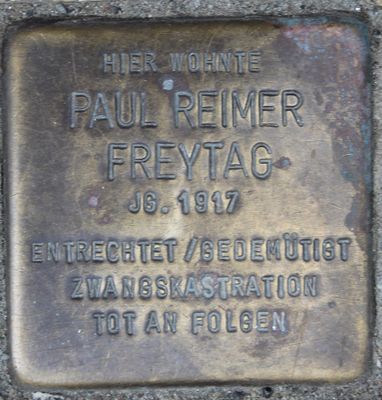 HIER WOHNTE
PAUL REIMER
FREYTAG
JG. 1917
ENTRECHTET / GEDEMÜTIGT
ZWANGSKASTRATION
TOT AN FOLGEN